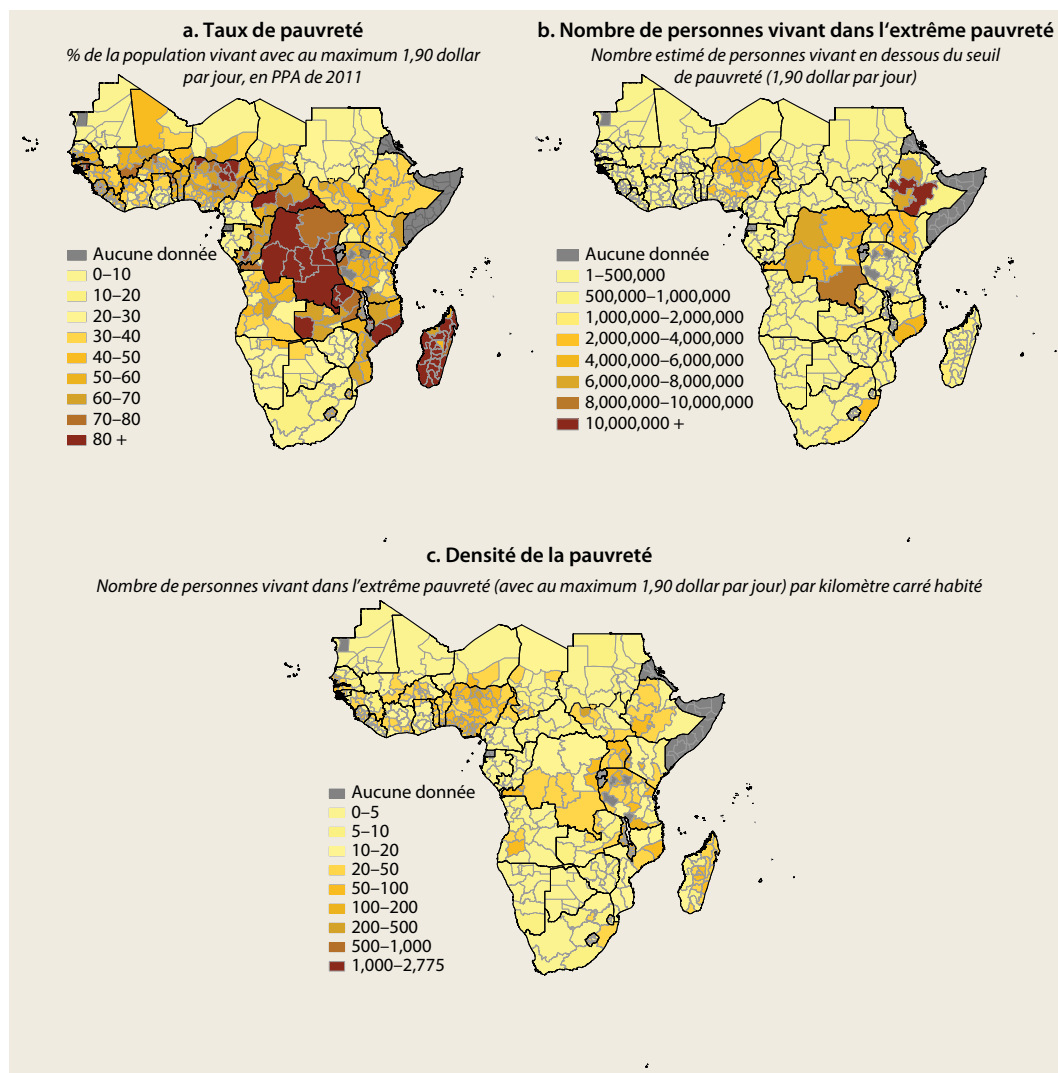 a. Taux de pauvreté
% de la population vivant avec au maximum 1,90 dollar
par jour, en PPA de 2011
Aucune donnée
0–10
10–20
20–30
30–40
40–50
50–60
60–70
70–80
80 +
b. Nombre de personnes vivant dans l'extrême pauvreté
Nombre estimé de personnes vivant en dessous du seuil
de pauvreté (1,90 dollar par jour)
Aucune donnée
1–500,000
500,000–1,000,000
1,000,000–2,000,000
2,000,000–4,000,000
4,000,000–6,000,000
6,000,000–8,000,000
8,000,000–10,000,000
10,000,000 +
c. Densité de la pauvreté
Nombre de personnes vivant dans l'extrême pauvreté (avec au maximum 1,90 dollar par jour) par kilomètre carré habité
Aucune donnée
0–5
5–10
10–20
20–50
50–100
100–200
200–500
500–1,000
1,000–2,775